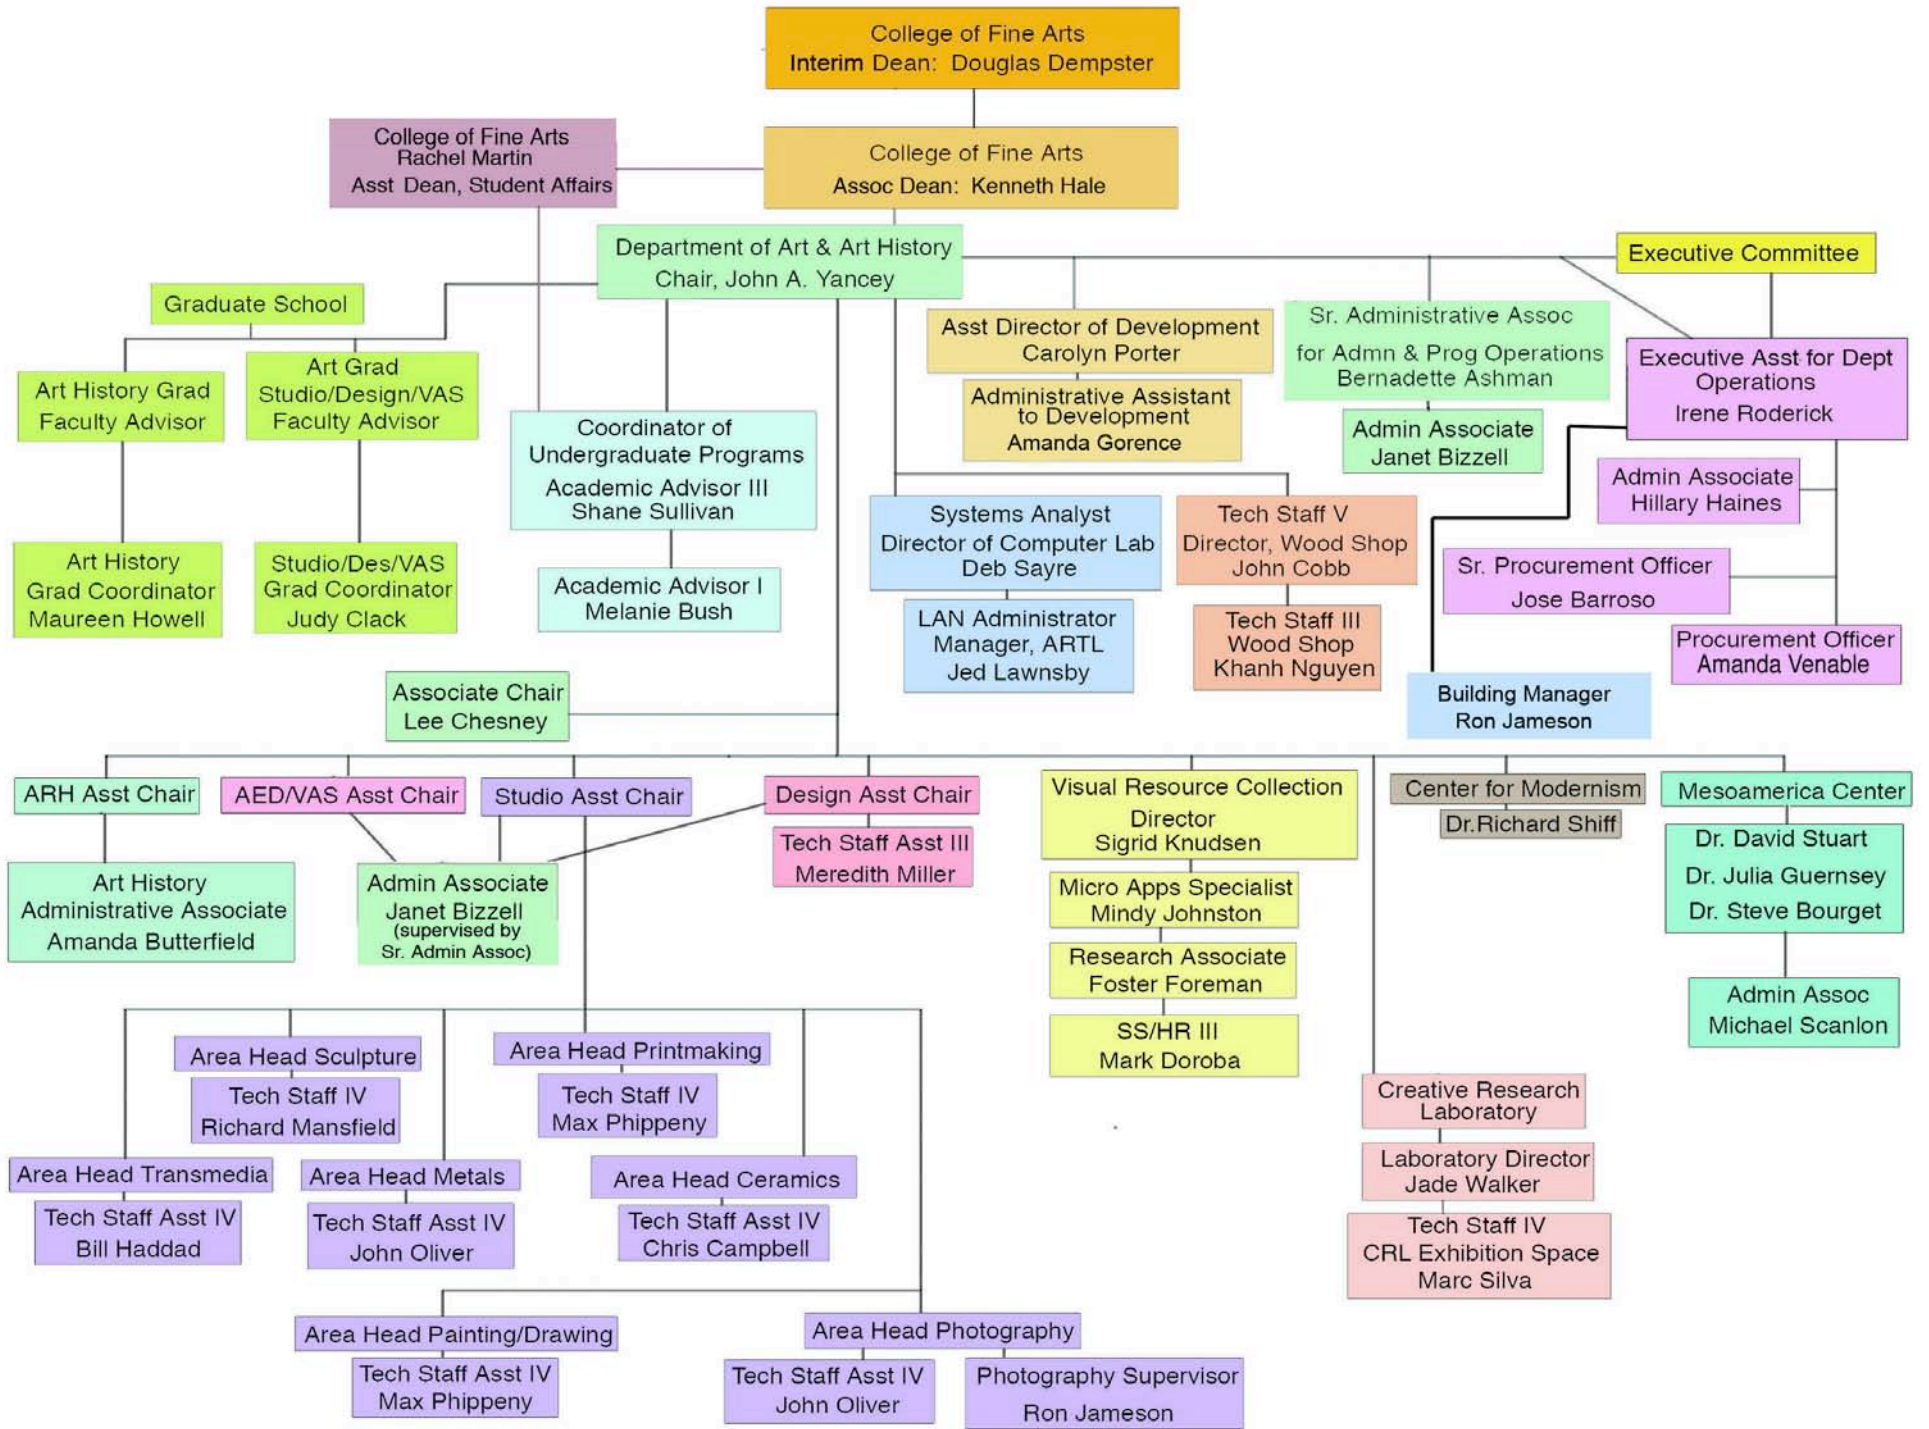 College of Fine Arts
Interim Dean: Douglas Dempster
College of Fine Arts
Rachel Martin
Asst Dean, Student Affairs
College of Fine Arts
Assoc Dean: Kenneth Hale
Department of Art & Art History
Chair, John A. Yancey
Executive Committee
Graduate School
Art History Grad
Faculty Advisor
Art Grad
Studio/Design/VAS
Faculty Advisor
Coordinator of
Undergraduate Programs
Academic Advisor III
Shane Sullivan
Asst Director of Development
Carolyn Porter
Administrative Assistant
to Development
Amanda Gorence
Sr. Administrative Assoc
for Admn & Prog Operations
Bernadette Ashman
Admin Associate
Janet Bizzell
Executive Asst for Dept
Operations
Irene Roderick
Admin Associate
Hillary Haines
Sr. Procurement Officer
Jose Barroso
Procurement Officer
Amanda Venable
Art History
Grad Coordinator
Maureen Howell
Studio/Des/VAS
Grad Coordinator
Judy Clack
Academic Advisor I
Melanie Bush
Systems Analyst
Director of Computer Lab
Deb Sayre
LAN Administrator
Manager, ARTL
Jed Lawnsby
Tech Staff V
Director, Wood Shop
John Cobb
Tech Staff III
Wood Shop
Khanh Nguyen
Building Manager
Ron Jameson
Associate Chair
Lee Chesney
ARH Asst Chair
AED/VAS Asst Chair
Studio Asst Chair
Design Asst Chair
Tech Staff Asst III
Meredith Miller
Art History
Administrative Associate
Amanda Butterfield
Admin Associate
Janet Bizzell
(supervised by
Sr. Admin Assoc)
Visual Resource Collection
Director
Sigrid Knudsen
Micro Apps Specialist
Mindy Johnston
Research Associate
Foster Foreman
SS/HR III
Mark Doroba
Center for Modernism
Dr.Richard Shiff
Mesoamerica Center
Dr. David Stuart
Dr. Julia Guernsey
Dr. Steve Bourget
Admin Assoc
Michael Scanlon
Area Head Sculpture
Tech Staff IV
Richard Mansfield
Area Head Printmaking
Tech Staff IV
Max Phippeny
Area Head Transmedia
Tech Staff Asst IV
Bill Haddad
Area Head Metals
Tech Staff Asst IV
John Oliver
Area Head Ceramics
Tech Staff Asst IV
Chris Campbell
Creative Research
Laboratory
Laboratory Director
Jade Walker
Tech Staff IV
CRL Exhibition Space
Marc Silva
Area Head Painting/Drawing
Tech Staff Asst IV
Max Phippeny
Area Head Photography
Tech Staff Asst IV
John Oliver
Photography Supervisor
Ron Jameson